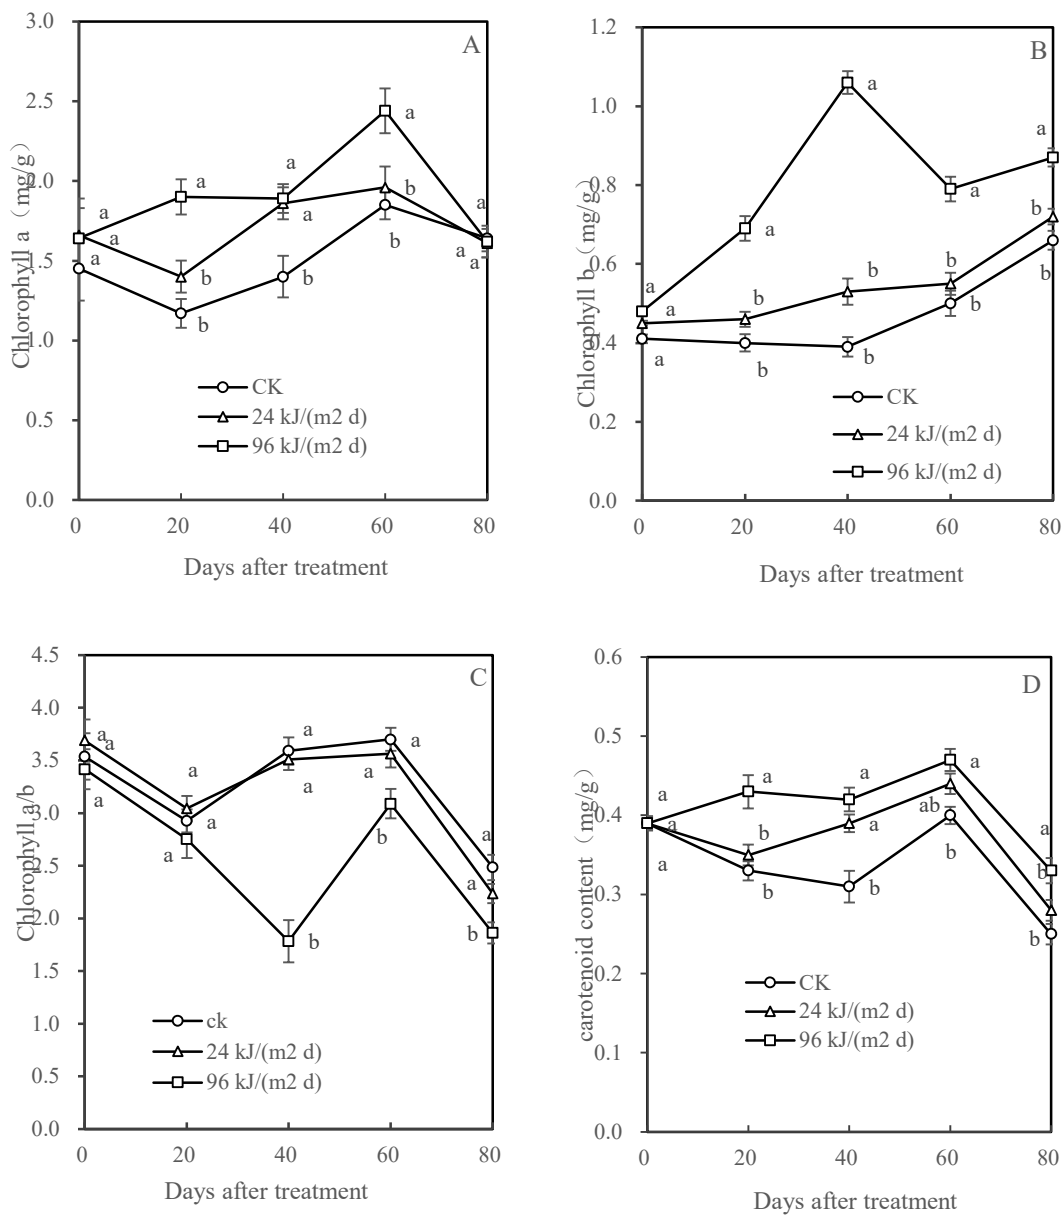 A
3.0
2.5
2.0
1.5
1.0
0.5
0.0
Chlorophyll a (mg/g)
a
a
a
a
b
b
a
a
b
a
b
b
a
a
a
CK
24 kJ/(m2 d)
96 kJ/(m2 d)
0
20
40
60
80
Days after treatment
B
1.2
1.0
0.8
0.6
0.4
0.2
0.0
Chlorophyll b (mg/g)
a
a
a
a
b
b
a
b
b
a
b
b
a
b
b
CK
24 kJ/(m2 d)
96 kJ/(m2 d)
0
20
40
60
80
Days after treatment
C
4.5
4.0
3.5
3.0
2.5
2.0
1.5
1.0
0.5
0.0
Chlorophyll a/b
a
a
a
a
a
a
a
a
b
a
a
b
a
a
b
ck
24 kJ/(m2 d)
96 kJ/(m2 d)
0
20
40
60
80
Days after treatment
D
0.6
0.5
0.4
0.3
0.2
0.1
0.0
carotenoid content (mg/g)
a
a
a
a
b
b
a
a
b
a
ab
b
a
b
b
CK
24 kJ/(m2 d)
96 kJ/(m2 d)
0
20
40
60
80
Days after treatment